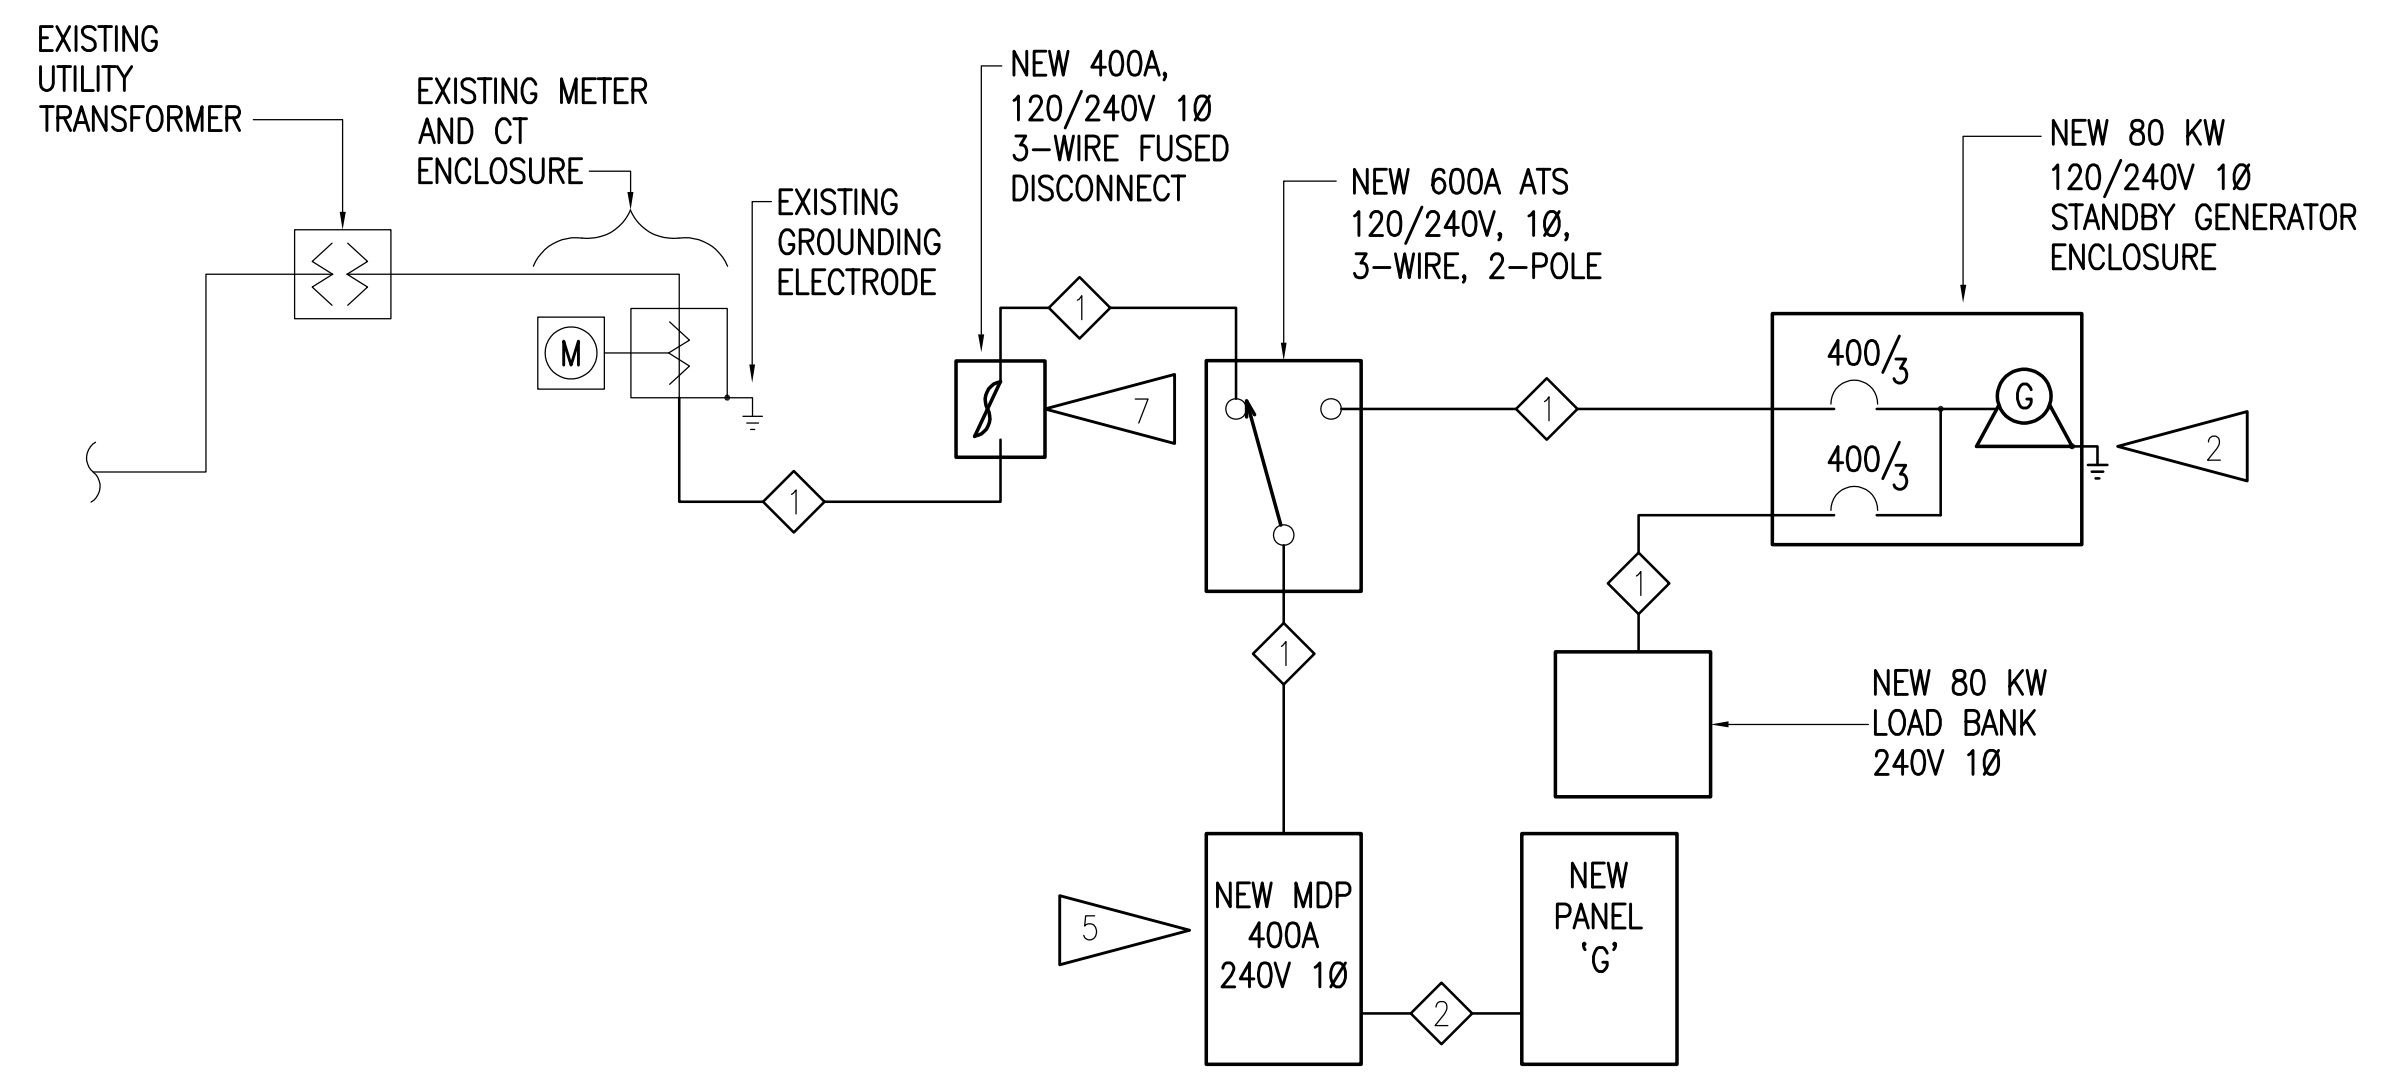 EXISTING
UTILITY
TRANSFORMER
EXISTING METER
AND CT
ENCLOSURE
EXISTING
GROUNDING
ELECTRODE
NEW 400A,
120/240V 1Ø
3-WIRE FUSED
DISCONNECT
NEW 600A ATS
120/240V, 1Ø,
3-WIRE, 2-POLE
NEW 80 KW
120/240V 1Ø
STANDBY GENERATOR
ENCLOSURE
M
1
1
7
1
400/3
G
400/3
2
1
1
NEW 80 KW
LOAD BANK
240V 1Ø
5
NEW MDP
400A
240V 1Ø
2
NEW
PANEL
‘G’